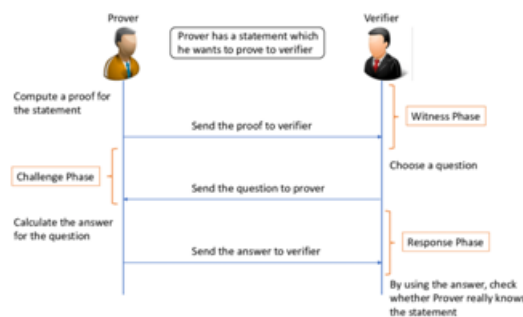 Prover
Verifier
Prover has a statement which
he wants to prove to verifier
Compute a proof for
the statement
Witness Phase
Send the proof to verifier
Choose a question
Challenge Phase
Send the question to prover
Calculate the answer
for the question
Response Phase
Send the answer to verifier
By using the answer, check
whether Prover really knows
the statement